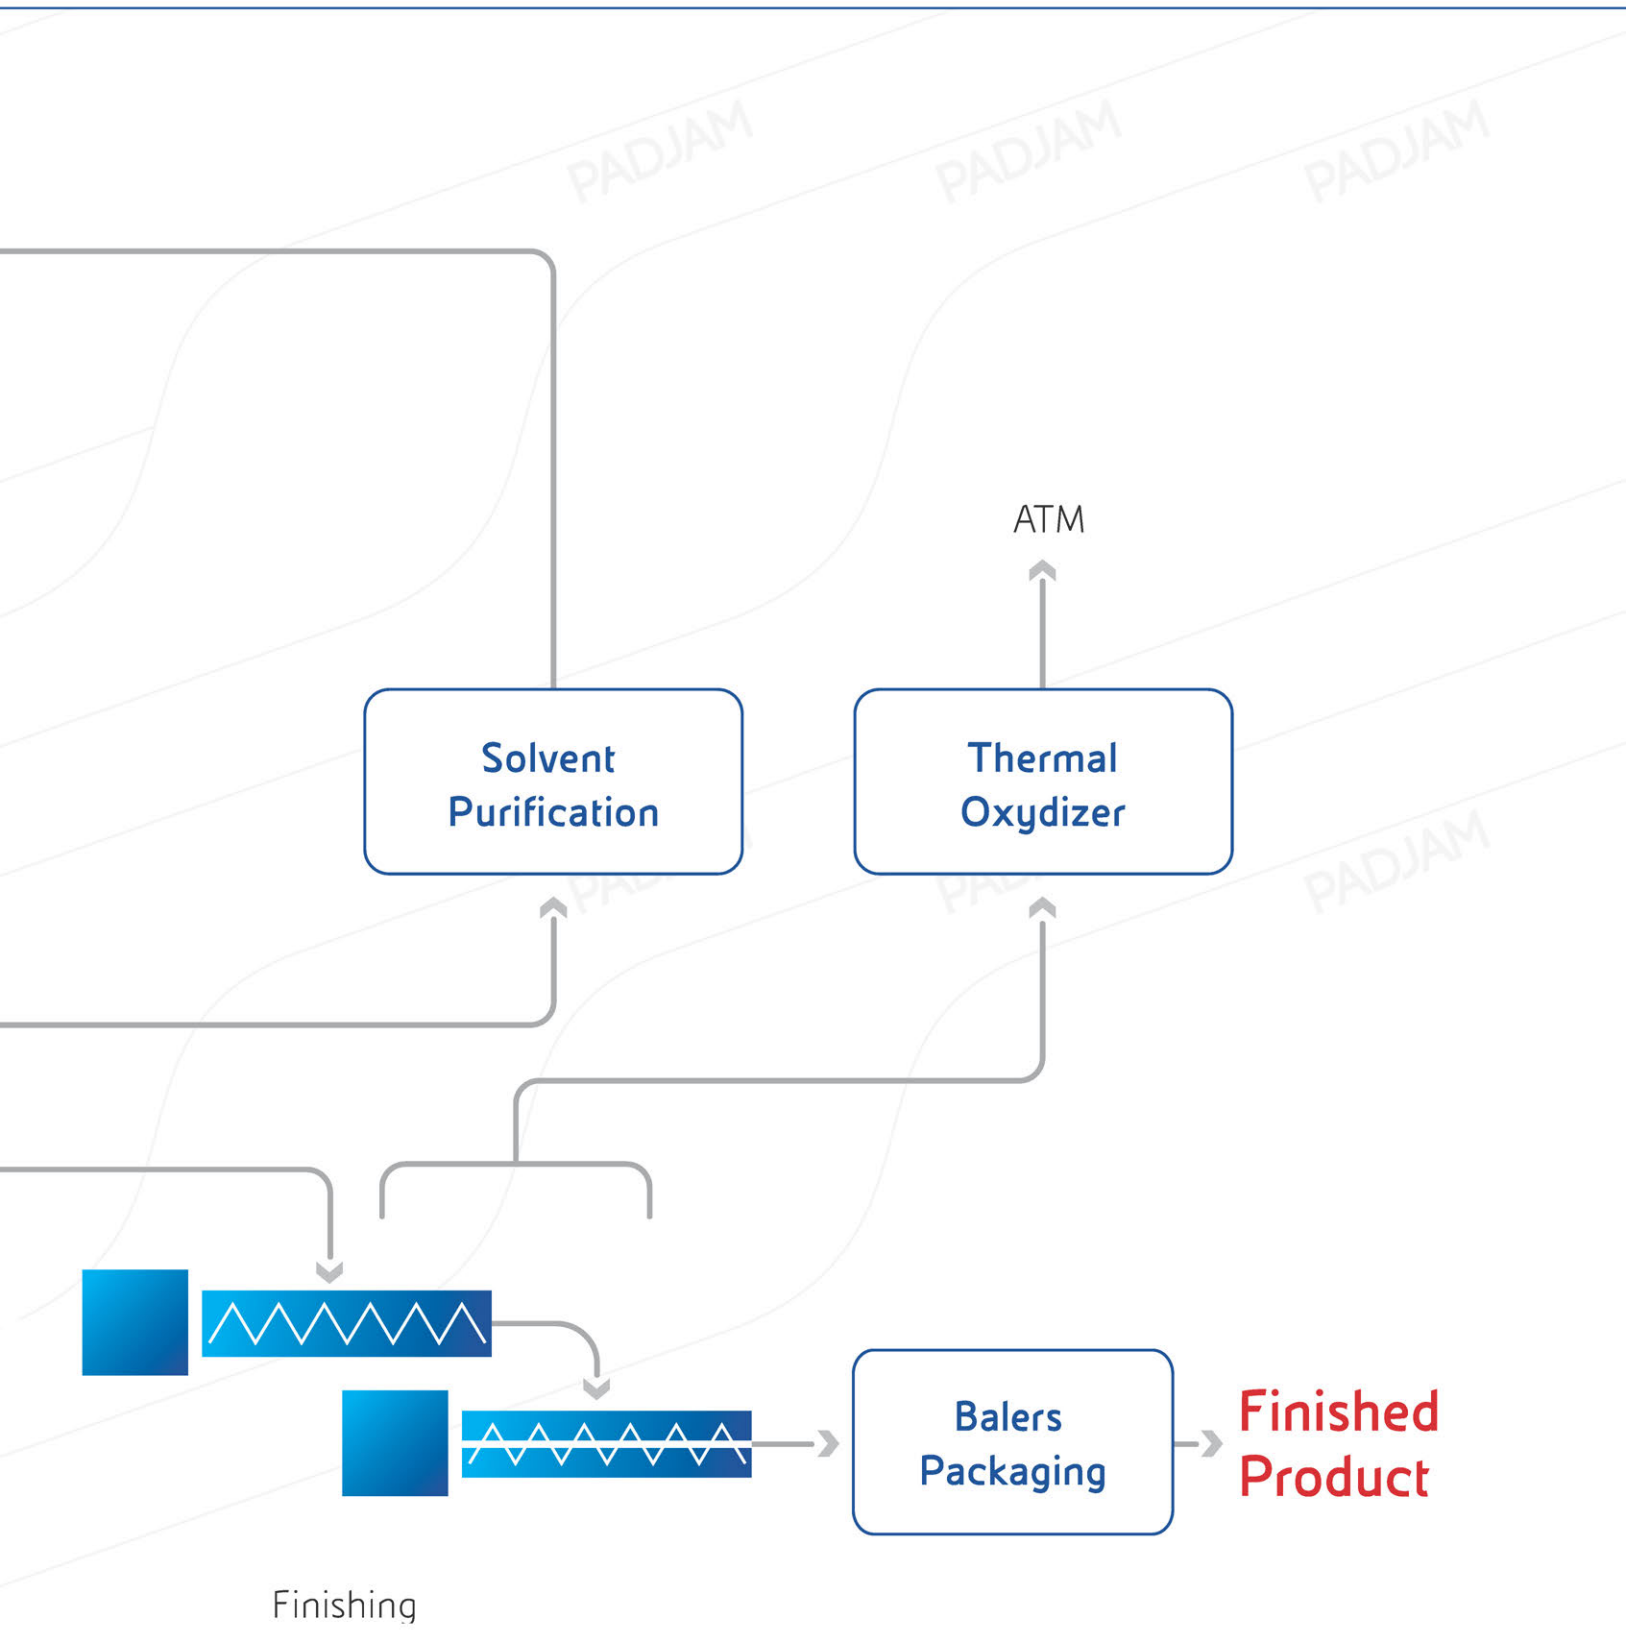 PADJAM PADJAM PADJAM
ATM
Solvent
Purification
Thermal
Oxydizer
PADJAM
Balers
Packaging
Finished
Product
Finishing